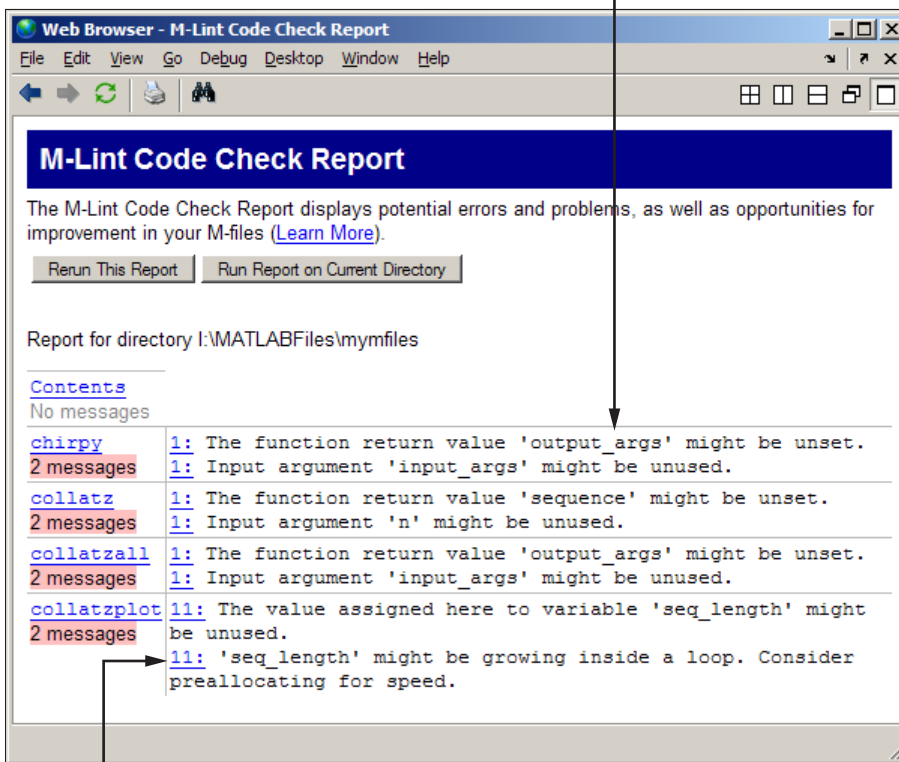 Web Browser - M-Lint Code Check Report
File Edit View Go Debug Desktop Window Help
M-Lint Code Check Report
The M-Lint Code Check Report displays potential errors and problems, as well as opportunities for
improvement in your M-files (Learn More).
Rerun This Report Run Report on Current Directory
Report for directory I:\MATLABFiles\mymfiles
Contents
No messages
chirpy 1: The function return value 'output_args' might be unset.
2 messages 1: Input argument 'input_args' might be unused.
collatz 1: The function return value 'sequence' might be unset.
2 messages 1: Input argument 'n' might be unused.
collatzall 1: The function return value 'output_args' might be unset.
2 messages 1: Input argument 'input_args' might be unused.
collatzplot 11: The value assigned here to variable 'seq_length' might
2 messages be unused.
11: 'seq_length' might be growing inside a loop. Consider
preallocating for speed.